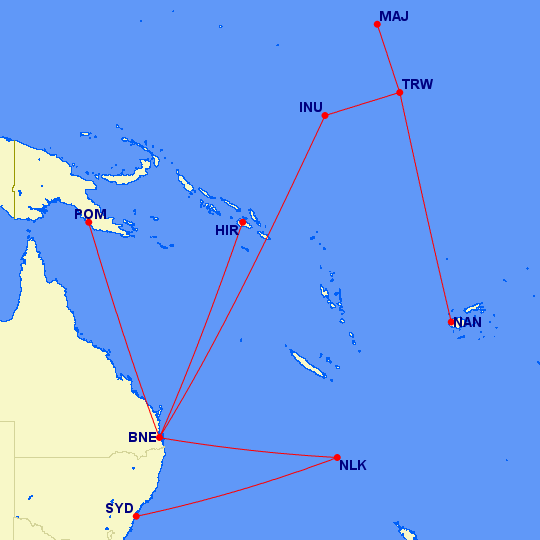 MAJ
TRW
INU
POM
HIR
NAN
BNE
NLK
SYD